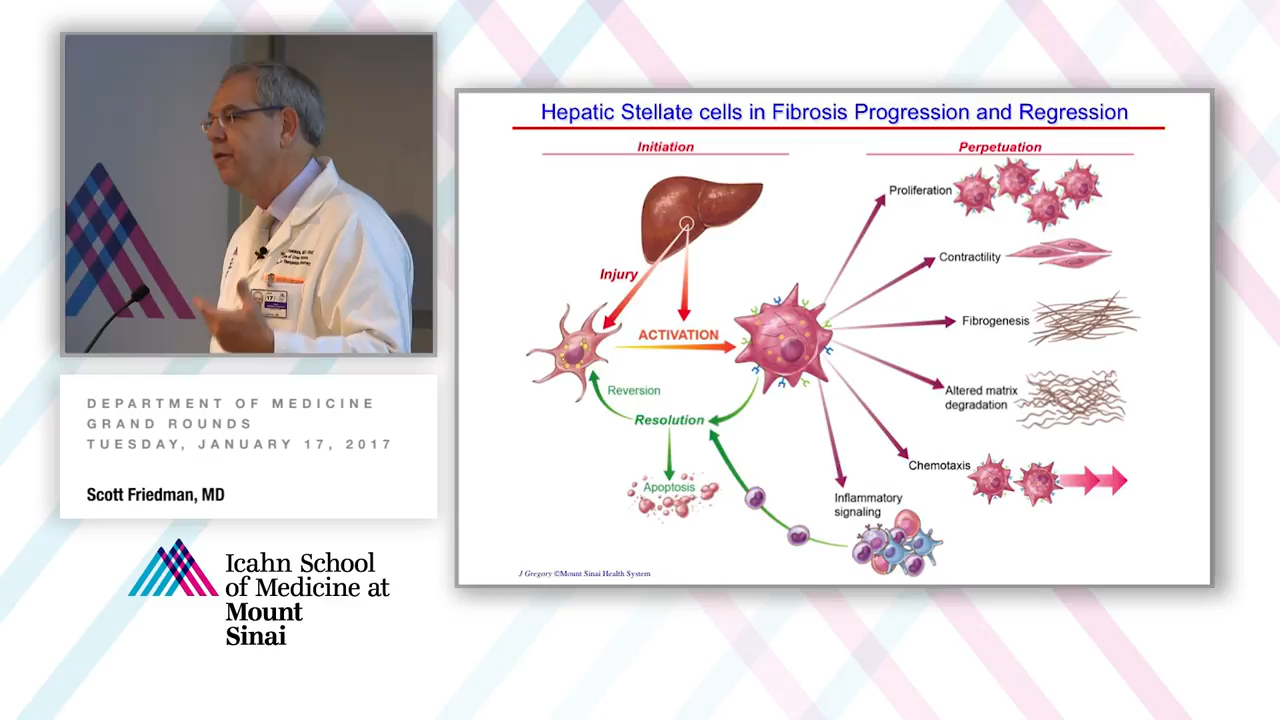 Hepatic Stellate cells in Fibrosis Progression and Regression
Initiation
Perpetuation
Proliferation
Contractility
Injury
ACTIVATION
Fibrogenesis
Reversion
Altered matrix
degradation
Resolution
Chemotaxis
Apoptosis
Inflammatory
signaling
J Gregory ©Mount Sinai Health System
DEPARTMENT OF MEDICINE
GRAND ROUNDS
TUESDAY, JANUARY 17, 2017
Scott Friedman, MD
Icahn School
of Medicine at
Mount
Sinai